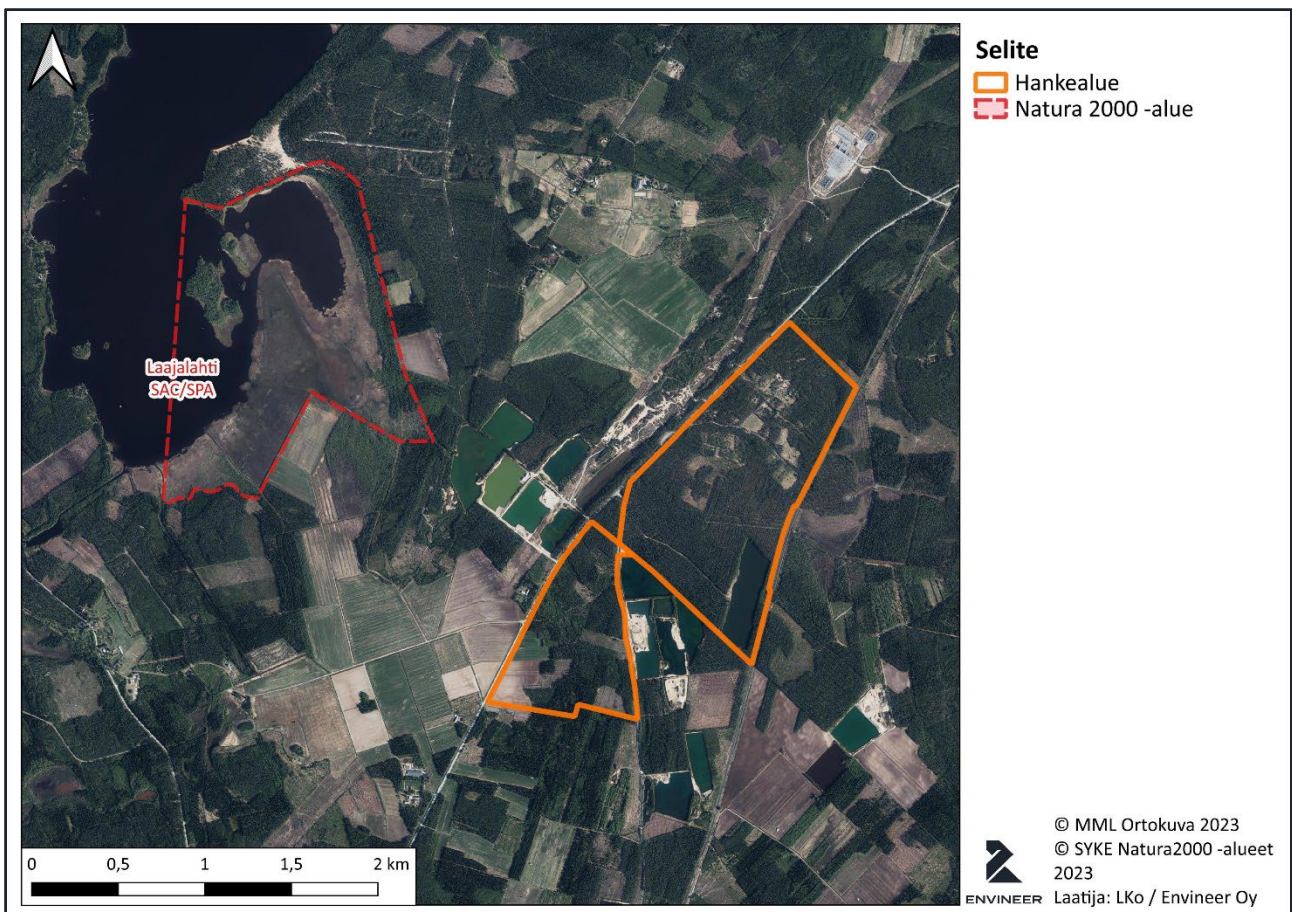 Selite
Hankealue
Natura 2000 -alue
Laajalahti
SAC/SPA
0 0,5 1 1,5 2 km
ENVINEER
© MML Ortokuva 2023
© SYKE Natura2000 -alueet
2023
Laatija: LKo / Envineer Oy